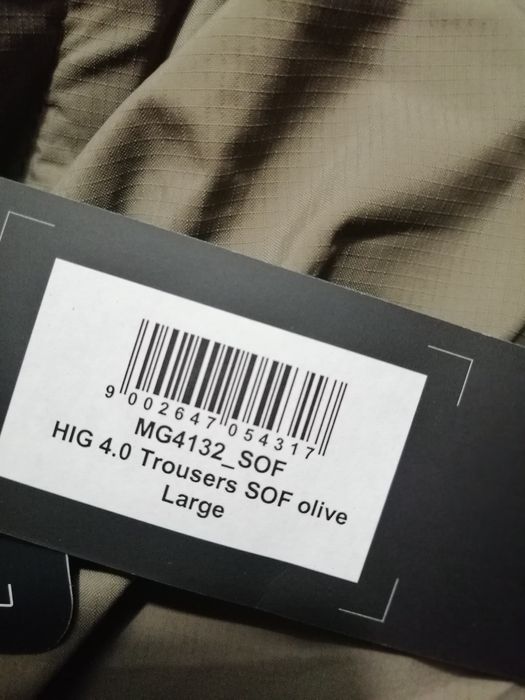 9 002647 054317
MG4132_SOF
HIG 4.0 Trousers SOF olive
Large